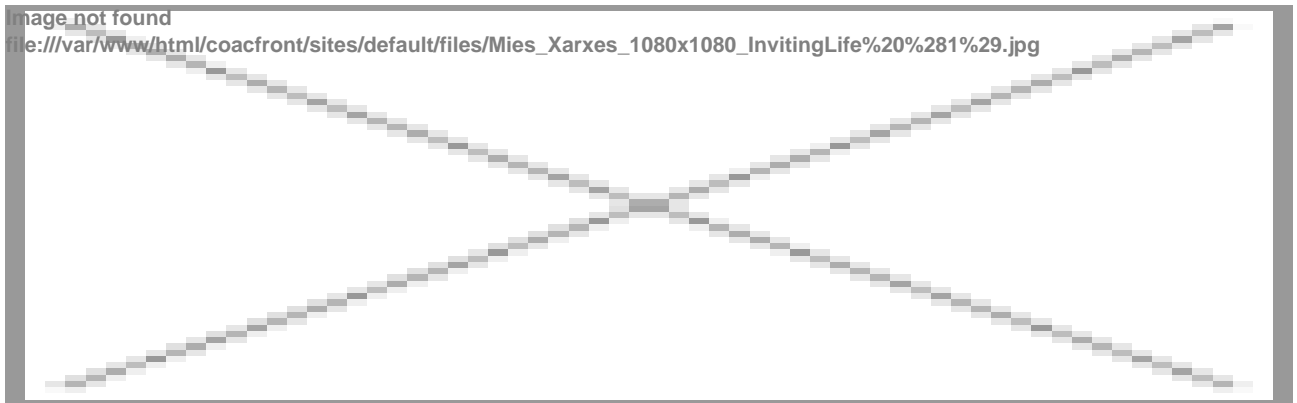 Image not found
file:///var/www/html/coacfront/sites/default/files/Mies_Xarxes_1080x1080_InvitingLife%20%281%29.jpg